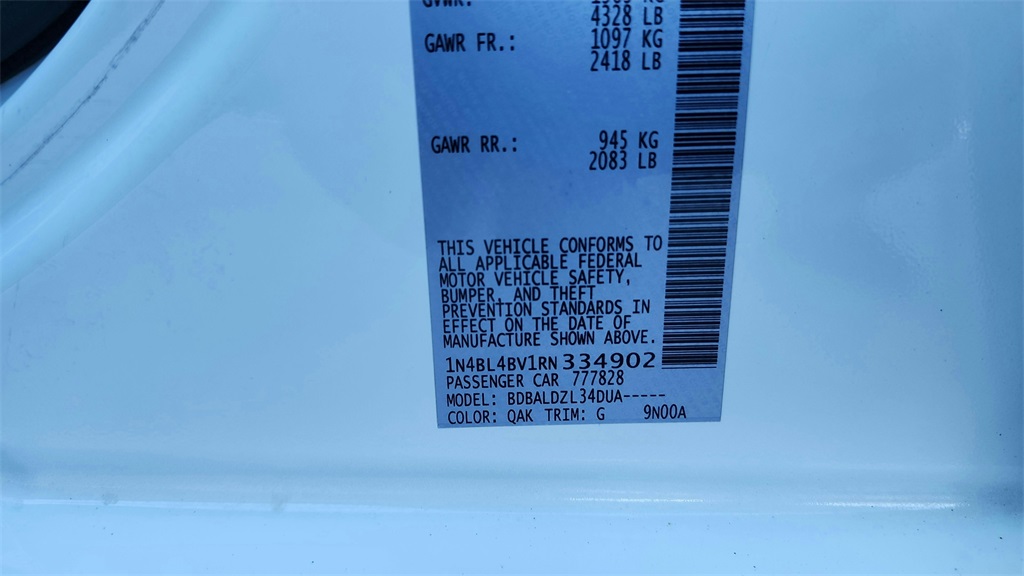 GVWR:
4328 LB
GAWR FR.: 1097 KG
2418 LB
GAWR RR.: 945 KG
2083 LB
THIS VEHICLE CONFORMS TO
ALL APPLICABLE FEDERAL
MOTOR VEHICLE SAFETY,
BUMPER, AND THEFT
PREVENTION STANDARDS IN
EFFECT ON THE DATE OF
MANUFACTURE SHOWN ABOVE.
1N4BL4BV1RN334902
PASSENGER CAR 777828
MODEL: BDBALDZL34DUA-----
COLOR: QAK TRIM: G 9N00A